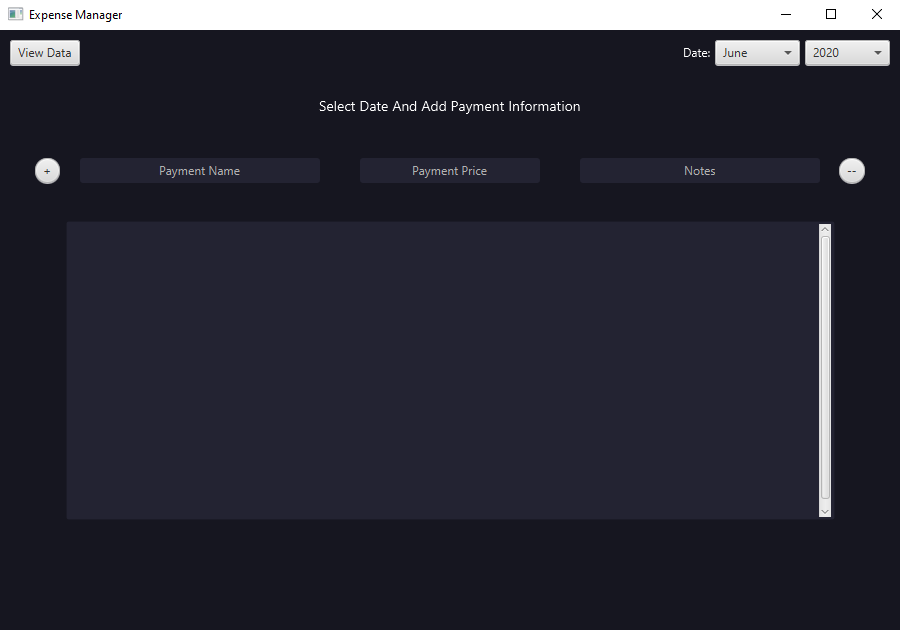 Expense Manager
View Data
Date: June 2020
Select Date And Add Payment Information
+ Payment Name Payment Price Notes --